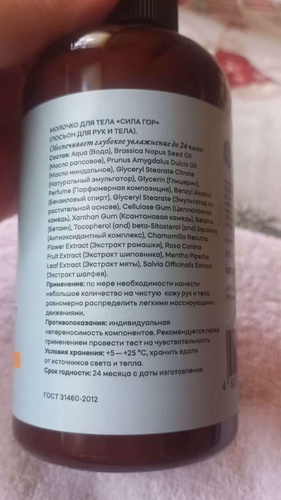 МОЛОЧКО ДЛЯ ТЕЛА «СИЛА ГОР»
(ЛОСЬОН ДЛЯ РУК И ТЕЛА).
Обеспечивает глубокое увлажнение до 24 часов.
Состав: Aqua (Вода), Brassica Napus Seed Oil
(Масло рапсовое), Prunus Amygdalus Dulcis Oil
(Масло миндальное), Glyceryl Stearate Citrate
(Натуральный эмульгатор), Glycerin (Глицерин),
Perfume (Парфюмерная композиция), Benzyl Alcohol
(Бензиловый спирт), Glyceryl Stearate (Эмульгатор на
растительной основе), Cellulose Gum (Целлюлозная
камедь), Xanthan Gum (Ксантановая камедь), Betaine
(Бетаин), Tocopherol (and) beta-Sitosterol (and) Squalene
(Антиоксидантный комплекс), Chamomilla Recutita
Flower Extract (Экстракт ромашки), Rosa Canina
Fruit Extract (Экстракт шиповника), Mentha Piperita
Leaf Extract (Экстракт мяты), Salvia Officinalis Extract
(Экстракт шалфея).
Применение: по мере необходимости нанести
небольшое количество на чистую кожу рук и тела,
равномерно распределить легкими массирующими
движениями.
Противопоказания: индивидуальная
непереносимость компонентов. Рекомендуется перед
применением провести тест на чувствительность.
Условия хранения: +5—+25 °C, хранить вдали
от источников света и тепла.
Срок годности: 24 месяца с даты изготовления.
ГОСТ 31460-2012
4